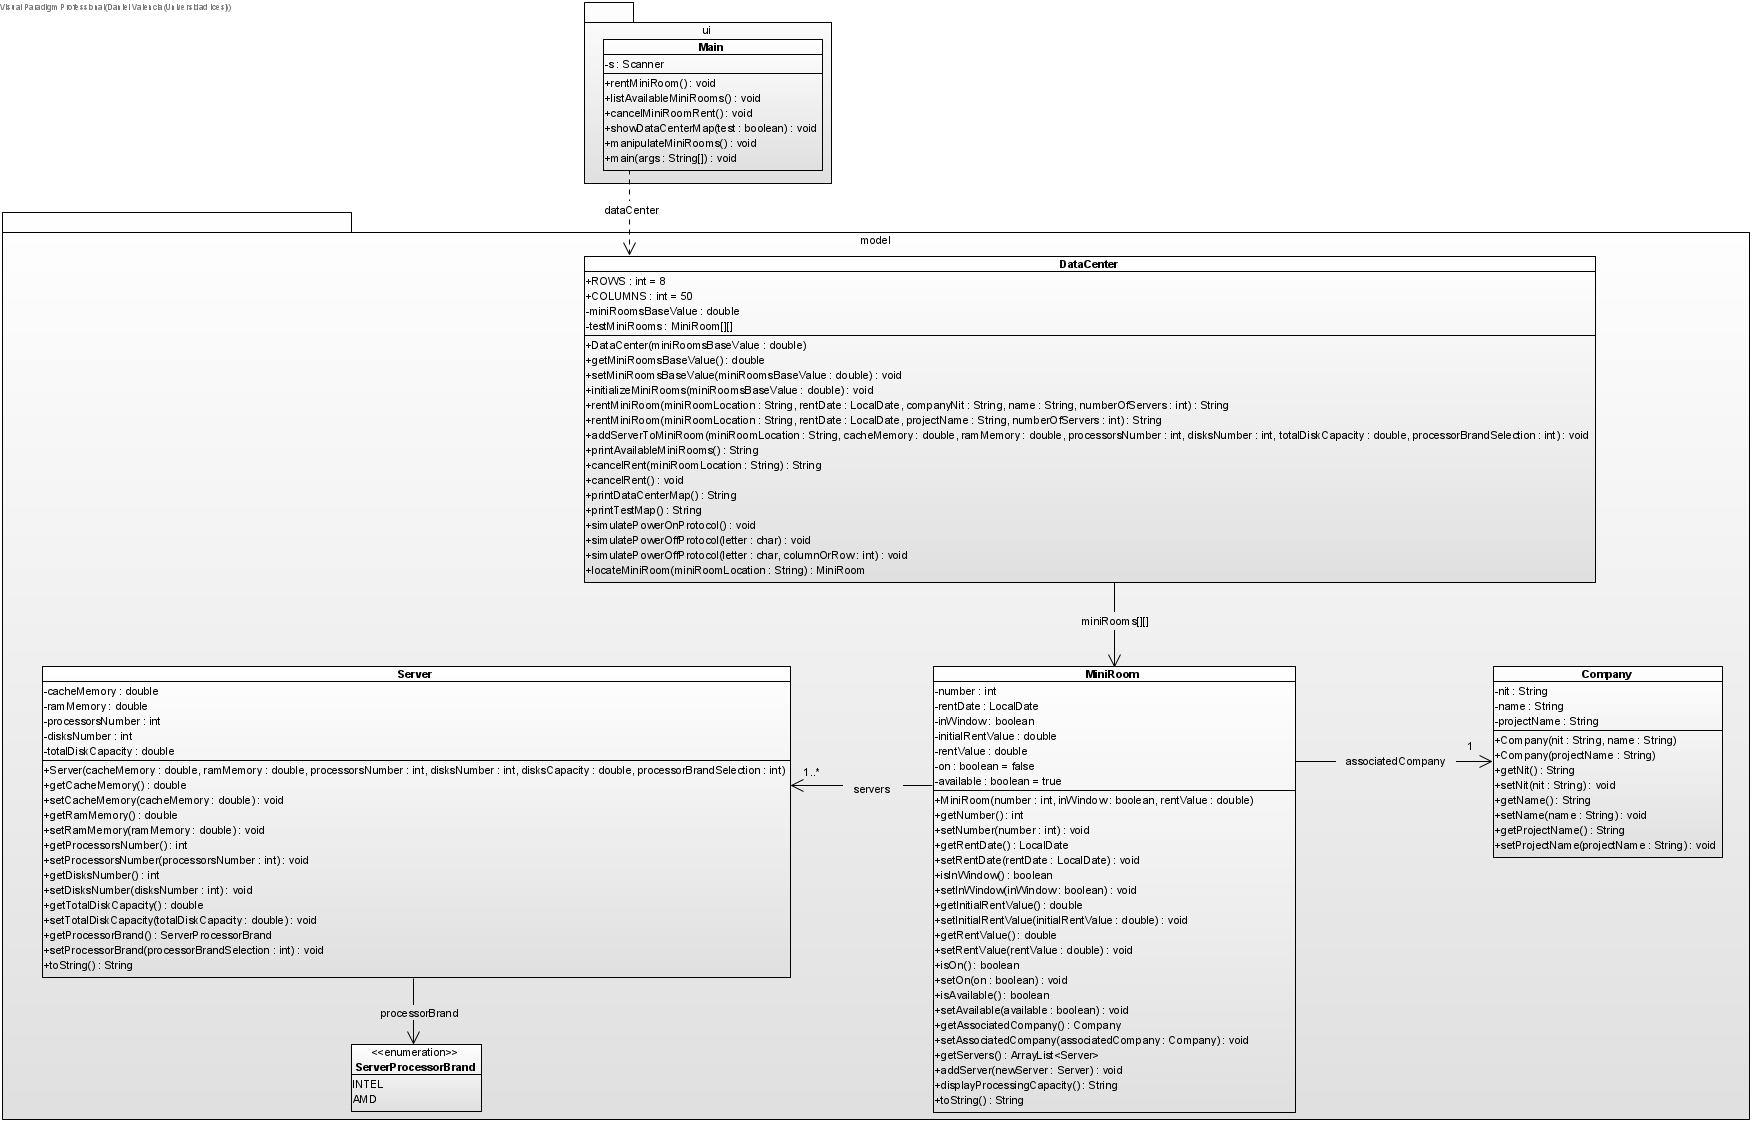 Visual Paradigm Professional(Daniel Valencia(Universidad Icesi))
ui
Main
-s : Scanner
+rentMiniRoom() : void
+listAvailableMiniRooms() : void
+cancelMiniRoomRent() : void
+showDataCenterMap(test : boolean) : void
+manipulateMiniRooms() : void
+main(args : String[]) : void
dataCenter
model
DataCenter
+ROWS : int = 8
+COLUMNS : int = 50
-miniRoomsBaseValue : double
-testMiniRooms : MiniRoom[][]
+DataCenter(miniRoomsBaseValue : double)
+getMiniRoomsBaseValue() : double
+setMiniRoomsBaseValue(miniRoomsBaseValue : double) : void
+initializeMiniRooms(miniRoomsBaseValue : double) : void
+rentMiniRoom(miniRoomLocation : String, rentDate : LocalDate, companyNit : String, name : String, numberOfServers : int) : String
+rentMiniRoom(miniRoomLocation : String, rentDate : LocalDate, projectName : String, numberOfServers : int) : String
+addServerToMiniRoom(miniRoomLocation : String, cacheMemory : double, ramMemory : double, processorsNumber : int, disksNumber : int, totalDiskCapacity : double, processorBrandSelection : int) : void
+printAvailableMiniRooms() : String
+cancelRent(miniRoomLocation : String) : String
+cancelRent() : void
+printDataCenterMap() : String
+printTestMap() : String
+simulatePowerOnProtocol() : void
+simulatePowerOffProtocol(letter : char) : void
+simulatePowerOffProtocol(letter : char, columnOrRow : int) : void
+locateMiniRoom(miniRoomLocation : String) : MiniRoom
miniRooms[][]
Server
-cacheMemory : double
-ramMemory : double
-processorsNumber : int
-disksNumber : int
-totalDiskCapacity : double
+Server(cacheMemory : double, ramMemory : double, processorsNumber : int, disksNumber : int, disksCapacity : double, processorBrandSelection : int)
+getCacheMemory() : double
+setCacheMemory(cacheMemory : double) : void
+getRamMemory() : double
+setRamMemory(ramMemory : double) : void
+getProcessorsNumber() : int
+setProcessorsNumber(processorsNumber : int) : void
+getDisksNumber() : int
+setDisksNumber(disksNumber : int) : void
+getTotalDiskCapacity() : double
+setTotalDiskCapacity(totalDiskCapacity : double) : void
+getProcessorBrand() : ServerProcessorBrand
+setProcessorBrand(processorBrandSelection : int) : void
+toString() : String
1..*
servers
MiniRoom
-number : int
-rentDate : LocalDate
-inWindow : boolean
-initialRentValue : double
-rentValue : double
-on : boolean = false
-available : boolean = true
+MiniRoom(number : int, inWindow : boolean, rentValue : double)
+getNumber() : int
+setNumber(number : int) : void
+getRentDate() : LocalDate
+setRentDate(rentDate : LocalDate) : void
+isInWindow() : boolean
+setInWindow(inWindow : boolean) : void
+getInitialRentValue() : double
+setInitialRentValue(initialRentValue : double) : void
+getRentValue() : double
+setRentValue(rentValue : double) : void
+isOn() : boolean
+setOn(on : boolean) : void
+isAvailable() : boolean
+setAvailable(available : boolean) : void
+getAssociatedCompany() : Company
+setAssociatedCompany(associatedCompany : Company) : void
+getServers() : ArrayList<Server>
+addServer(newServer : Server) : void
+displayProcessingCapacity() : String
+toString() : String
1
associatedCompany
Company
-nit : String
-name : String
-projectName : String
+Company(nit : String, name : String)
+Company(projectName : String)
+getNit() : String
+setNit(nit : String) : void
+getName() : String
+setName(name : String) : void
+getProjectName() : String
+setProjectName(projectName : String) : void
processorBrand
<<enumeration>>
ServerProcessorBrand
INTEL
AMD